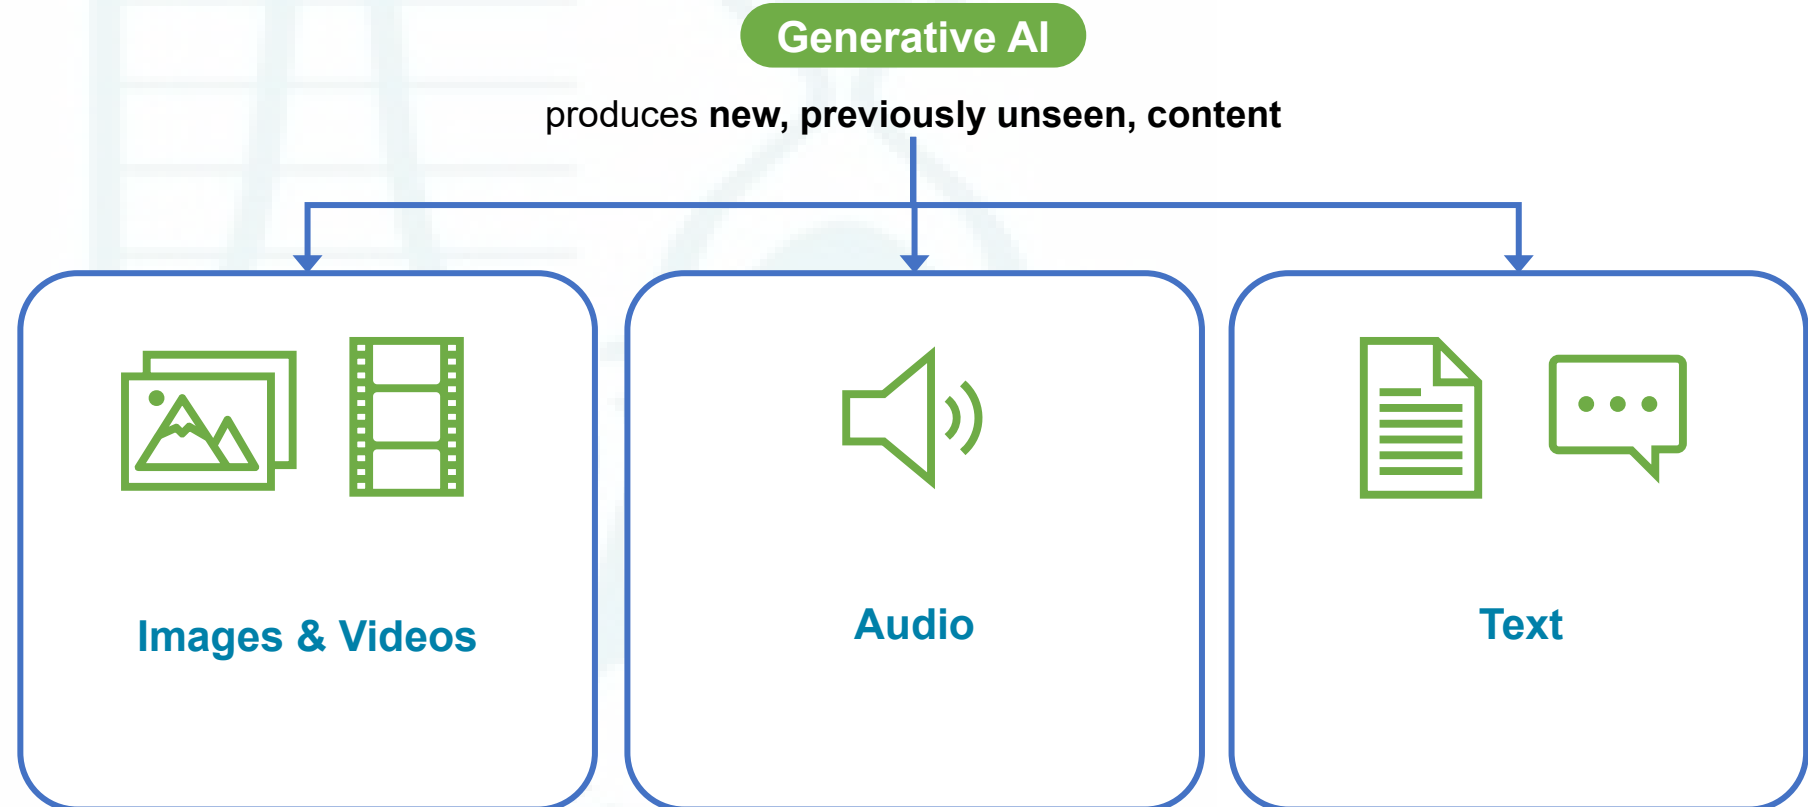 Generative AI
produces new, previously unseen, content
Images & Videos
Audio
Text